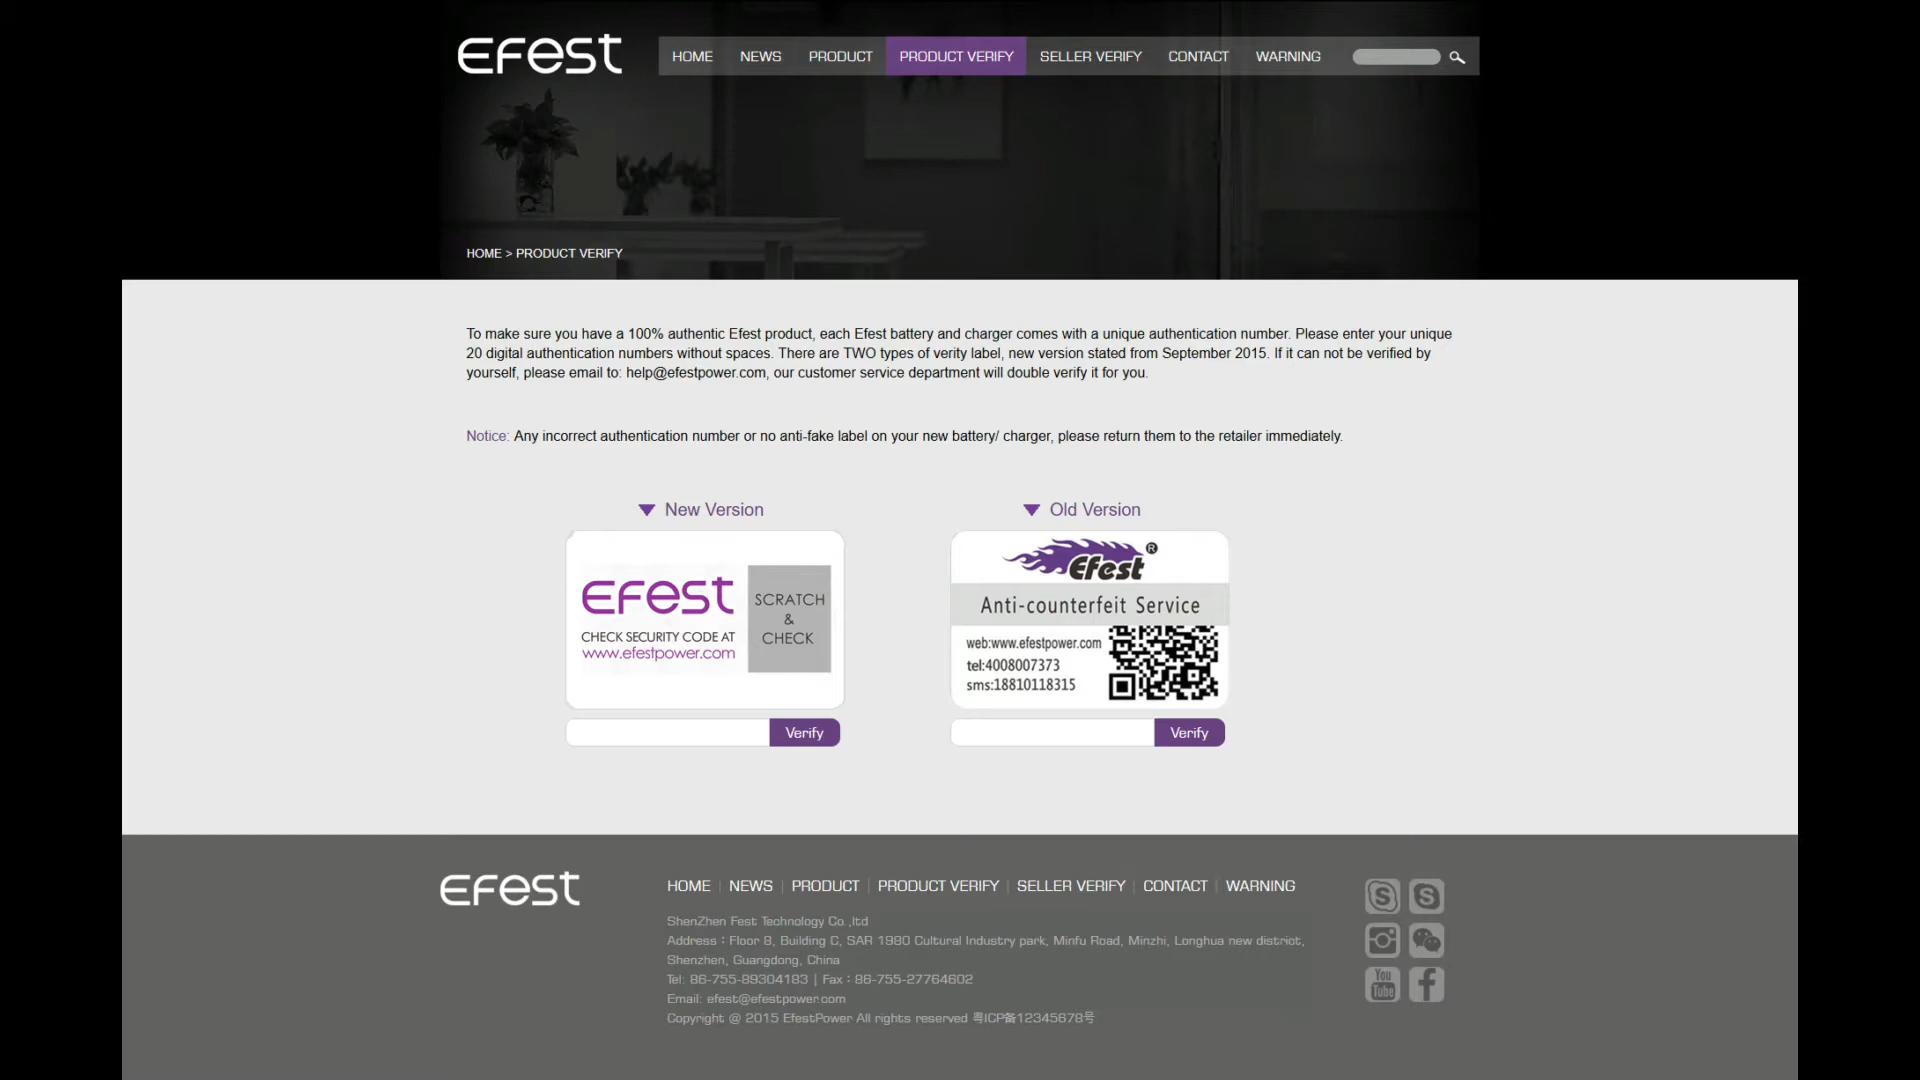 EFEST
HOME NEWS PRODUCT PRODUCT VERIFY SELLER VERIFY CONTACT WARNING
HOME > PRODUCT VERIFY
To make sure you have a 100% authentic Efest product, each Efest battery and charger comes with a unique authentication number. Please enter your unique
20 digital authentication numbers without spaces. There are TWO types of verity label, new version stated from September 2015. If it can not be verified by
yourself, please email to: help@efestpower.com, our customer service department will double verify it for you.
Notice: Any incorrect authentication number or no anti-fake label on your new battery/ charger, please return them to the retailer immediately.
New Version
EFEST
CHECK SECURITY CODE AT
www.efestpower.com
SCRATCH
&
CHECK
Verify
Old Version
Efest ®
Anti-counterfeit Service
web:www.efestpower.com
tel:4008007373
sms:18810118315
Verify
EFEST
HOME | NEWS | PRODUCT | PRODUCT VERIFY | SELLER VERIFY | CONTACT | WARNING
ShenZhen Fest Technology Co.,ltd
Address：Floor 8, Building C, SAR 1980 Cultural Industry park, Minfu Road, Minzhi, Longhua new district,
Shenzhen, Guangdong, China
Tel: 86-755-89304183 | Fax：86-755-27764602
Email: efest@efestpower.com
Copyright @ 2015 EfestPower All rights reserved 粤ICP备12345678号
You
Tube